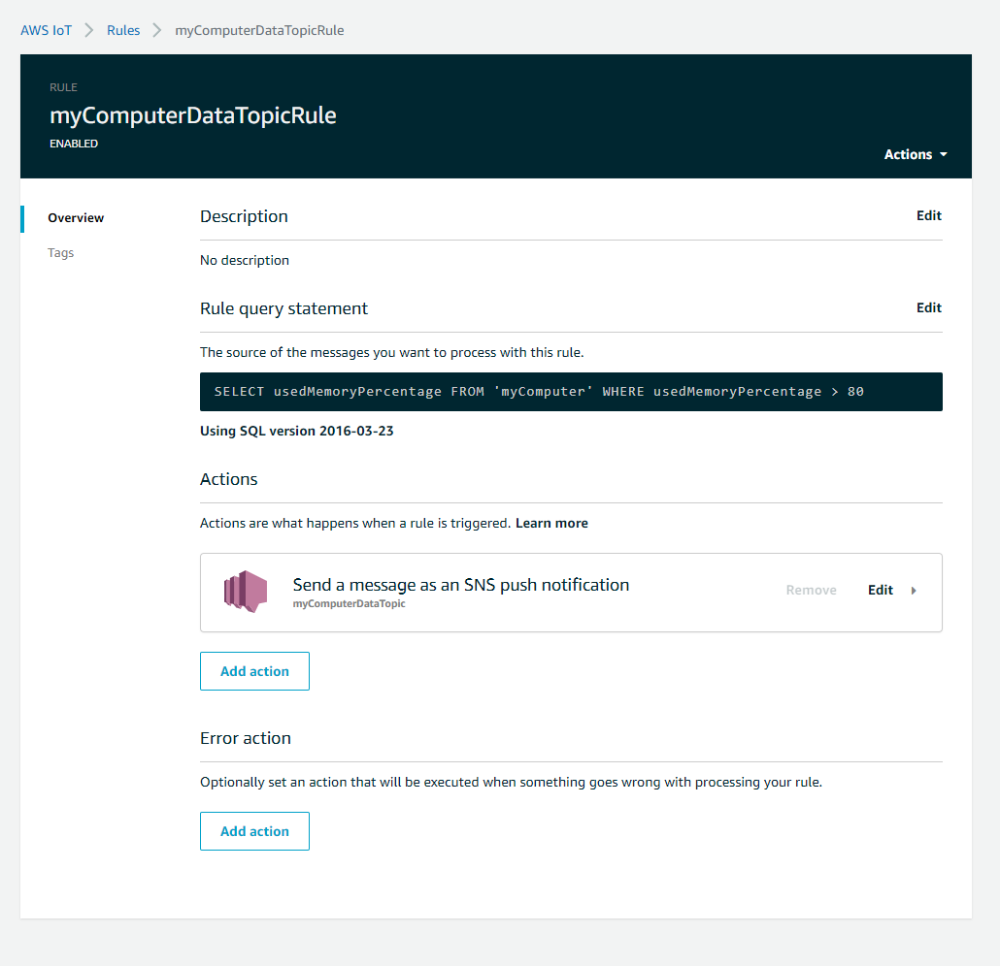 AWS IoT > Rules > myComputerDataTopicRule
RULE
myComputerDataTopicRule
ENABLED
Actions
Overview
Tags
Description Edit
No description
Rule query statement Edit
The source of the messages you want to process with this rule.
SELECT usedMemoryPercentage FROM 'myComputer' WHERE usedMemoryPercentage > 80
Using SQL version 2016-03-23
Actions
Actions are what happens when a rule is triggered. Learn more
Send a message as an SNS push notification
myComputerDataTopic
Remove Edit
Add action
Error action
Optionally set an action that will be executed when something goes wrong with processing your rule.
Add action